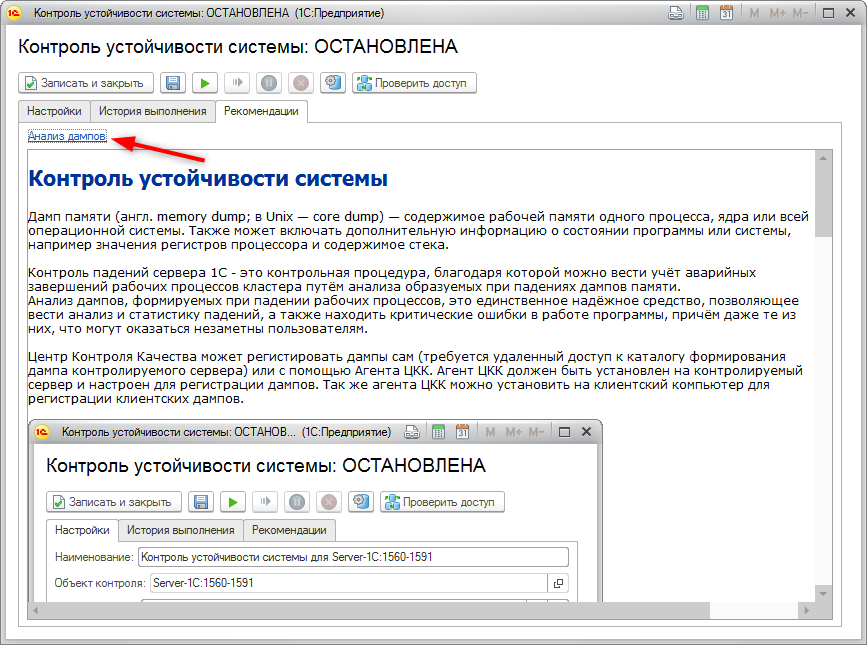 Контроль устойчивости системы: ОСТАНОВЛЕНА (1С:Предприятие)
31 M M+ M-
Контроль устойчивости системы: ОСТАНОВЛЕНА
Записать и закрыть Проверить доступ
Настройки История выполнения Рекомендации
Анализ дампов
Контроль устойчивости системы
Дамп памяти (англ. memory dump; в Unix — core dump) — содержимое рабочей памяти одного процесса, ядра или всей
операционной системы. Также может включать дополнительную информацию о состоянии программы или системы,
например значения регистров процессора и содержимое стека.
Контроль падений сервера 1С - это контрольная процедура, благодаря которой можно вести учёт аварийных
завершений рабочих процессов кластера путём анализа образуемых при падениях дампов памяти.
Анализ дампов, формируемых при падении рабочих процессов, это единственное надёжное средство, позволяющее
вести анализ и статистику падений, а также находить критические ошибки в работе программы, причём даже те из
них, что могут оказаться незаметны пользователям.
Центр Контроля Качества может регистировать дампы сам (требуется удаленный доступ к каталогу формирования
дампа контролируемого сервера) или с помощью Агента ЦКК. Агент ЦКК должен быть установлен на контролируемый
сервер и настроен для регистрации дампов. Так же агента ЦКК можно установить на клиентский компьютер для
регистрации клиентских дампов.
Контроль устойчивости системы: ОСТАНОВ... (1С:Предприятие)
31 M M+ M-
Контроль устойчивости системы: ОСТАНОВЛЕНА
Записать и закрыть Проверить доступ
Настройки История выполнения Рекомендации
Наименование: Контроль устойчивости системы для Server-1C:1560-1591
Объект контроля: Server-1C:1560-1591